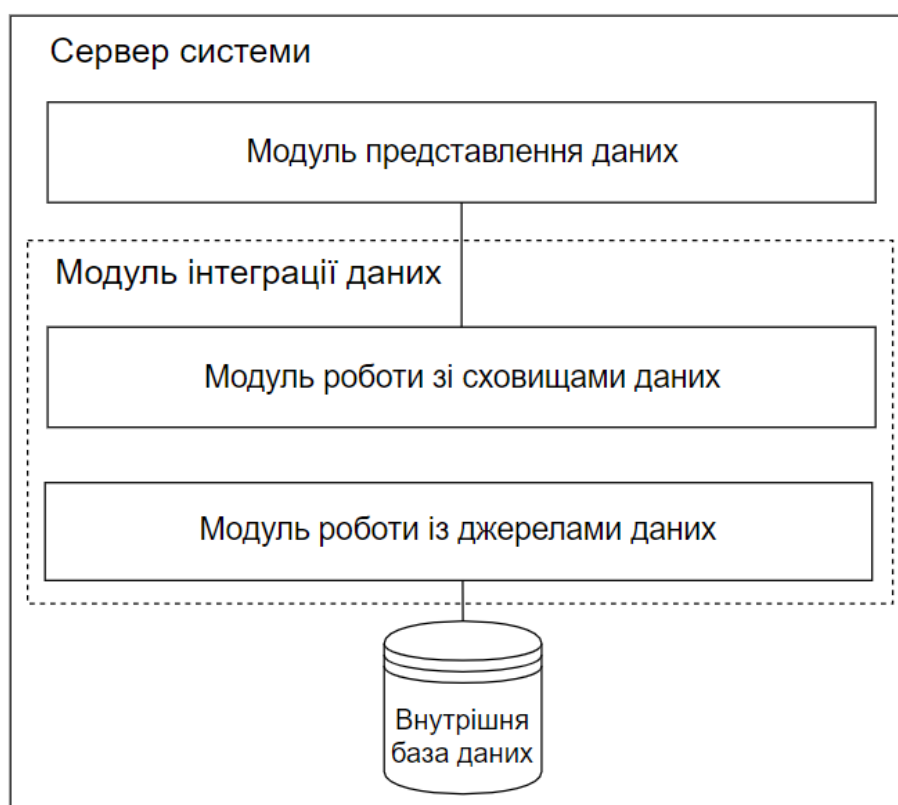 Сервер системи
Модуль представлення даних
Модуль інтеграції даних
Модуль роботи зі сховищами даних
Модуль роботи із джерелами даних
Внутрішня
база даних